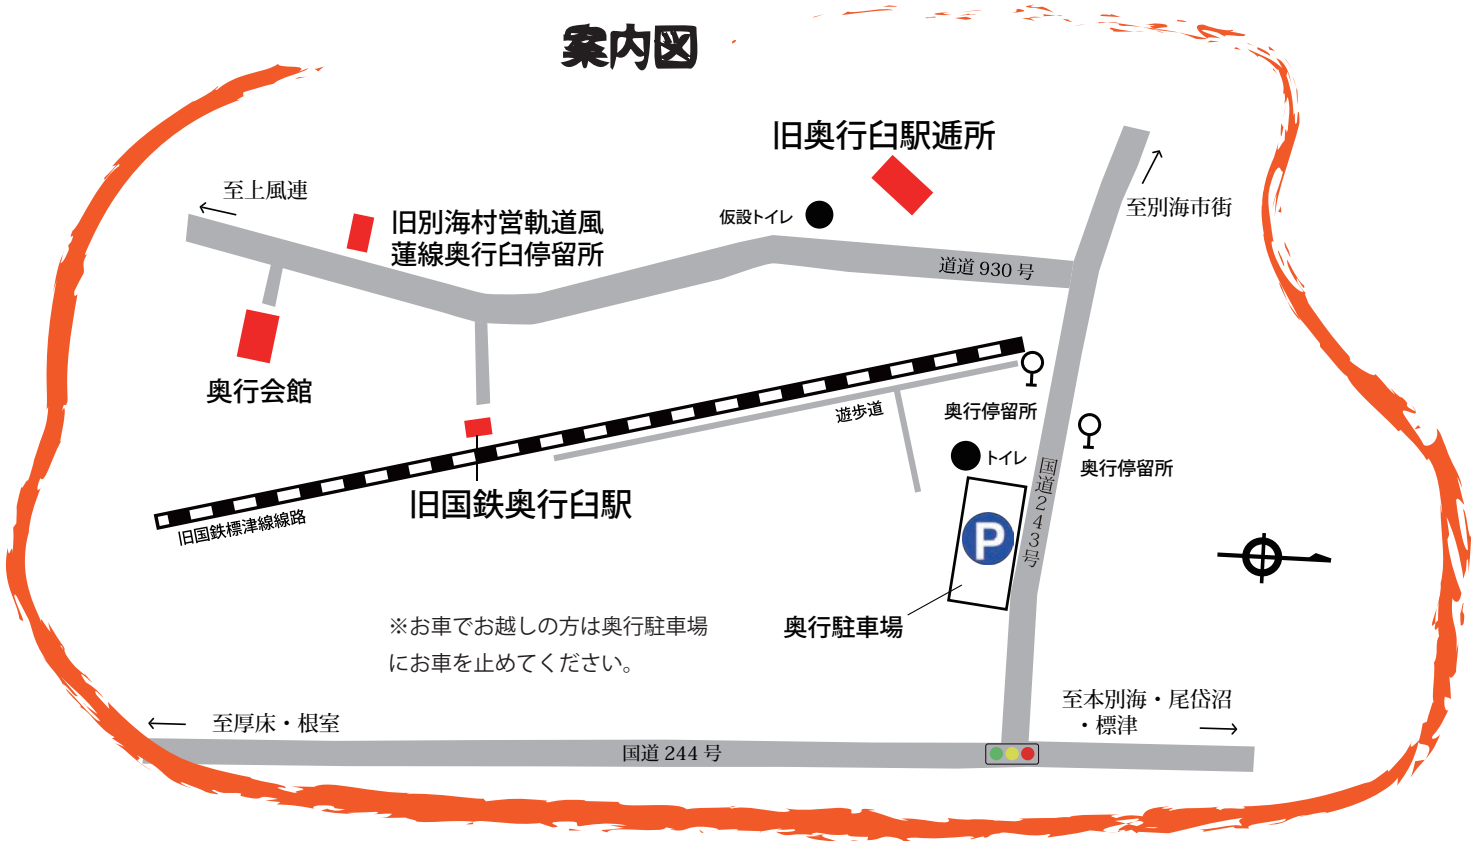 案内図
旧奥行臼駅逓所
至上風連
至別海市街
旧別海村営軌道風
蓮線奥行臼停留所
仮設トイレ
道道 930 号
奥行会館
遊歩道
奥行停留所
トイレ
奥行停留所
国道243号
旧国鉄奥行臼駅
旧国鉄標津線線路
P
※お車でお越しの方は奥行駐車場
にお車を止めてください。
奥行駐車場
至厚床・根室
至本別海・尾岱沼
・標津
国道 244 号